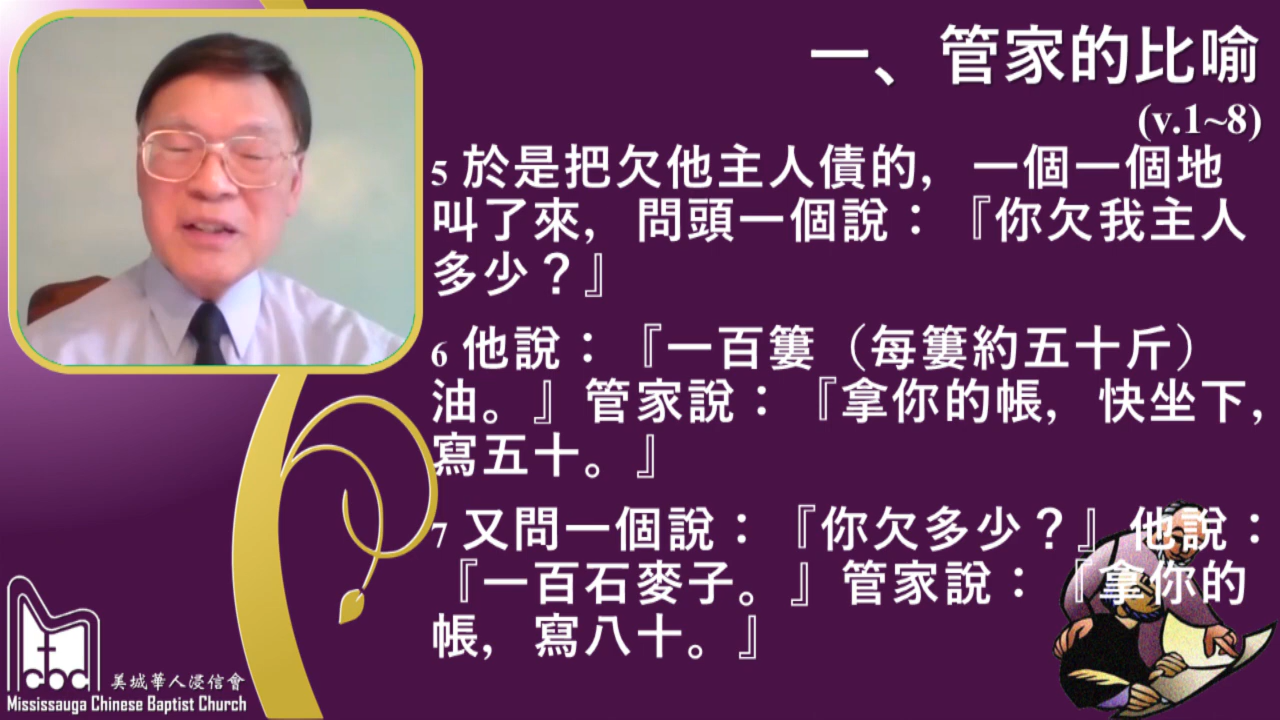 一、管家的比喻
(v.1~8)
5 於是把欠他主人債的，一個一個地
叫了來，問頭一個說：『你欠我主人
多少？』
6 他說：『一百簍（每簍約五十斤）
油。』管家說：『拿你的帳，快坐下，
寫五十。』
7 又問一個說：『你欠多少？』他說：
『一百石麥子。』管家說：『拿你的
帳，寫八十。』
cbc
美城華人浸信會
Mississauga Chinese Baptist Church